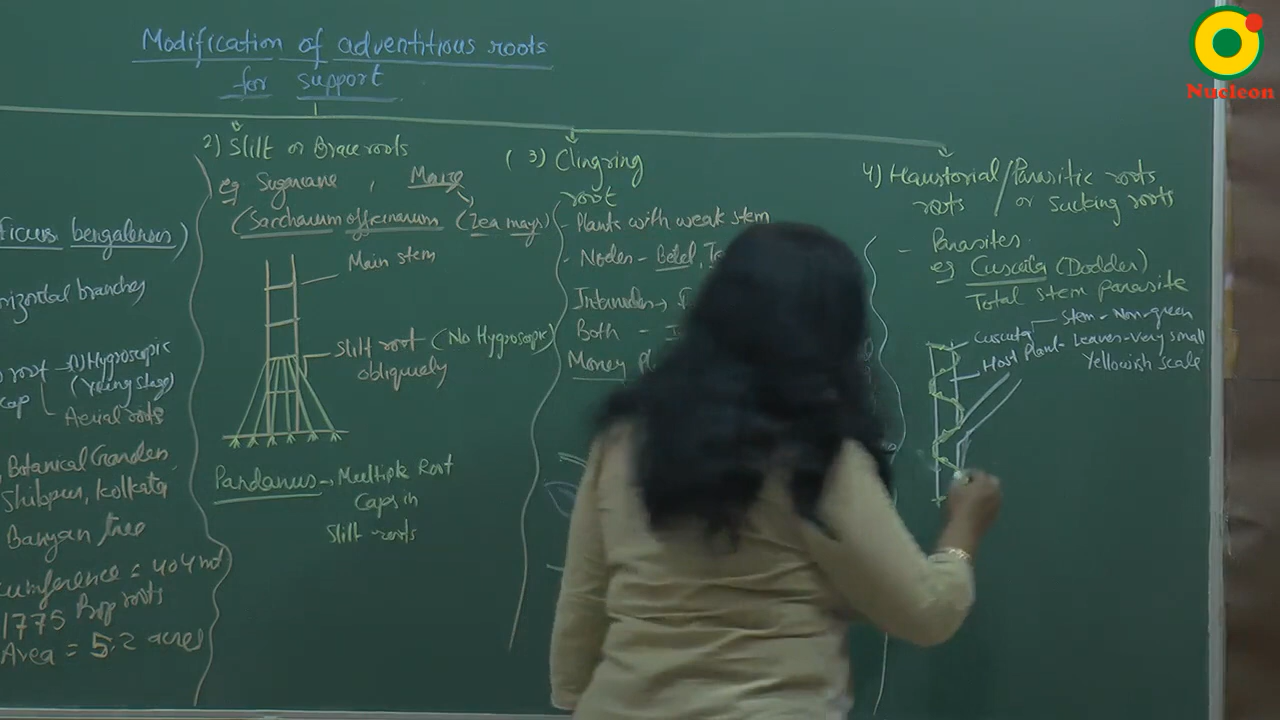 Modification of adventitious roots
for support
Nucleon
(ficus bengalensis)
horizontal branches
root - (1) Hygroscopic
cap (Young stage)
Aerial roots
Botanical Garden
Shibpur, Kolkata
Banyan tree
= 404 m
1775 Prop roots
Area = 5.2 acres
2) Stilt or Brace roots
eg Sugarcane , Maize
(Saccharum officinarum (Zea mays)
Main stem
Stilt root (No Hygroscopic)
obliquely
Pandanus → Multiple Root
Caps in
Stilt roots
(3) Clingring
root
- Plants with weak stem
- Nodes - Betel,
Internodes →
Both -
Money
4) Haustorial / Parasitic roots
roots / or Sucking roots
- Parasites.
eg Cuscuta (Dodder)
Total stem parasite
Cuscuta Stem - Non-green
Host Plant - Leaves - Very small
Yellowish scale